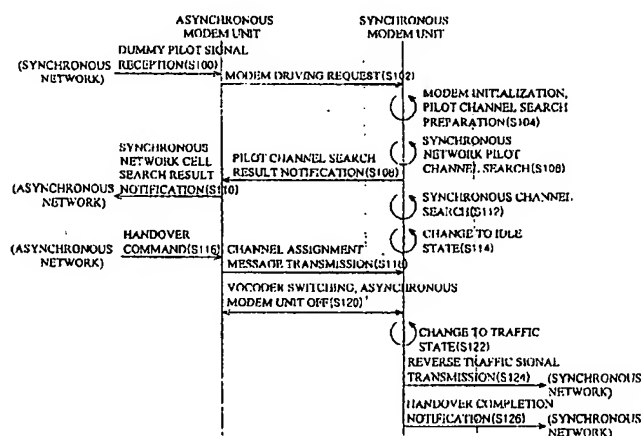 ASYNCHRONOUS
MODEM UNIT
SYNCHRONOUS
MODEM UNIT
DUMMY PILOT SIGNAL
RECEPTION(S100)
(SYNCHRONOUS
NETWORK)
MODEM DRIVING REQUEST(S102)
MODEM INITIALIZATION,
PILOT CHANNEL SEARCH
PREPARATION(S104)
SYNCHRONOUS
NETWORK PILOT
CHANNEL SEARCH(S106)
PILOT CHANNEL SEARCH
RESULT NOTIFICATION(S108)
SYNCHRONOUS
NETWORK CELL
SEARCH RESULT
NOTIFICATION(S110)
(ASYNCHRONOUS
NETWORK)
SYNCHRONOUS CHANNEL
SEARCH(S112)
CHANGE TO IDLE
STATE(S114)
HANDOVER
COMMAND(S116)
(ASYNCHRONOUS
NETWORK)
CHANNEL ASSIGNMENT
MESSAGE TRANSMISSION(S118)
VOCODER SWITCHING, ASYNCHRONOUS
MODEM UNIT OFF(S120)
CHANGE TO TRAFFIC
STATE(S122)
REVERSE TRAFFIC SIGNAL
TRANSMISSION(S124)
(SYNCHRONOUS
NETWORK)
HANDOVER COMPLETION
NOTIFICATION(S126)
(SYNCHRONOUS
NETWORK)